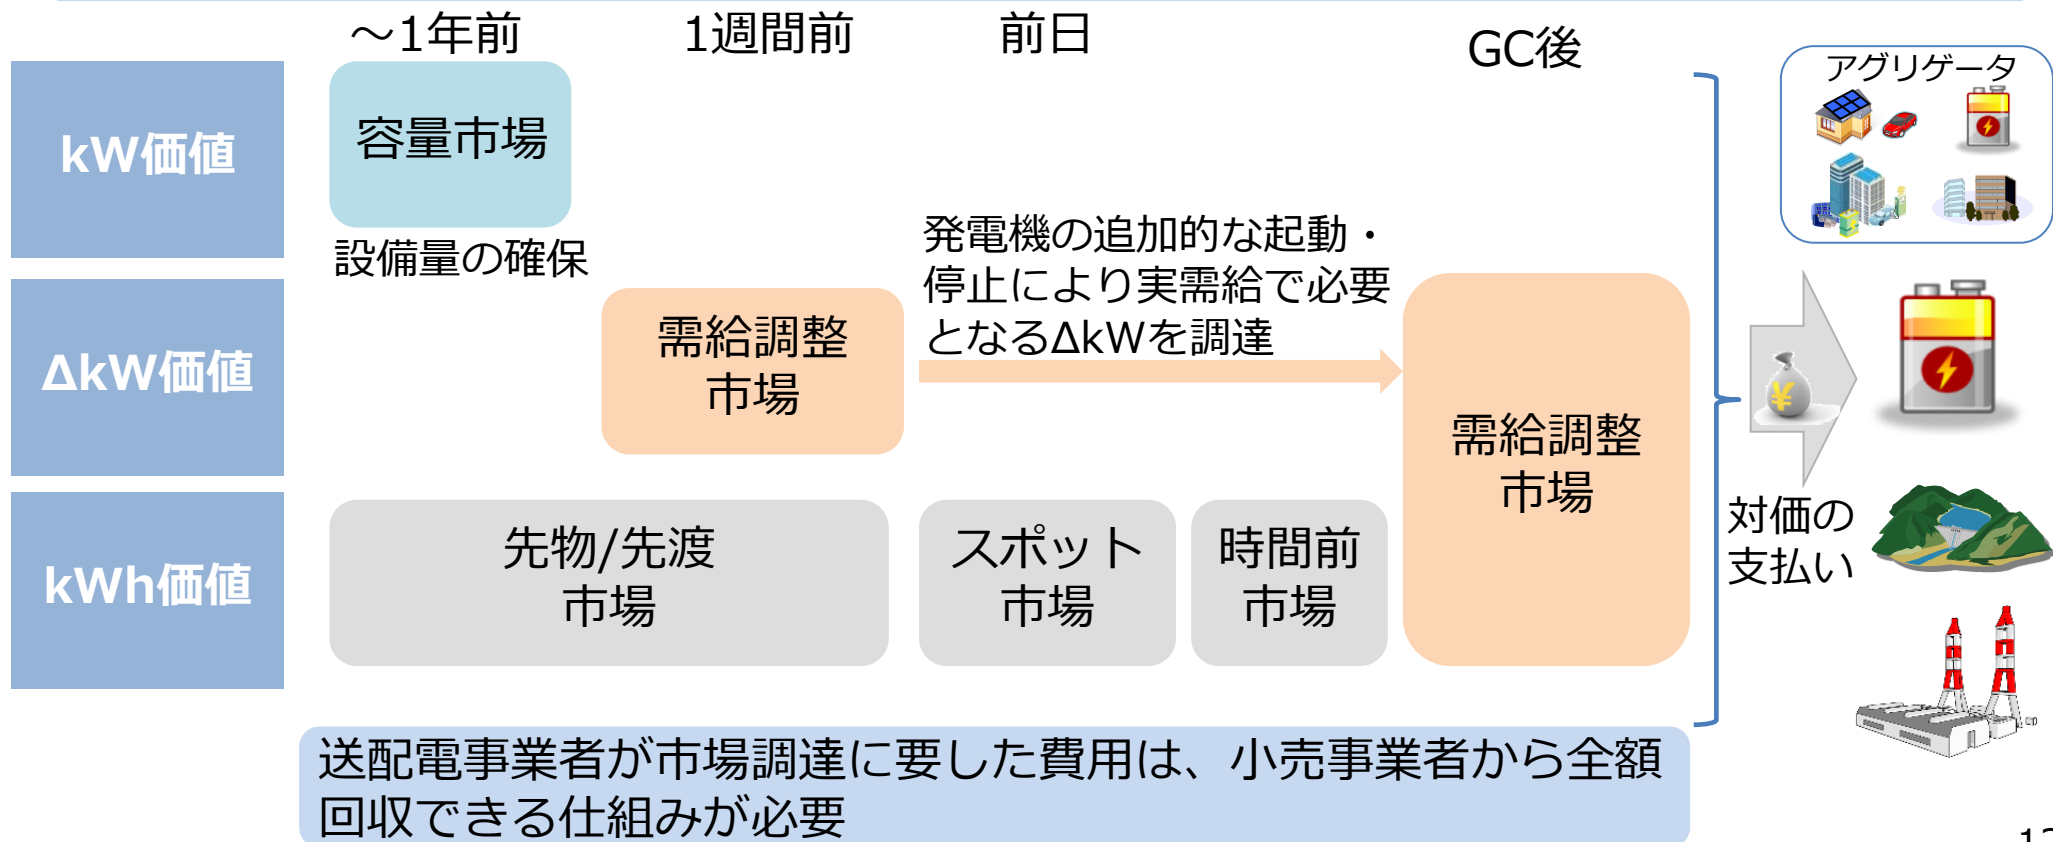 ～1年前
1週間前
前日
GC後
アグリゲータ
kW価値
容量市場
設備量の確保
発電機の追加的な起動・
停止により実需給で必要
となるΔkWを調達
ΔkW価値
需給調整
市場
需給調整
市場
¥
対価の
支払い
kWh価値
先物/先渡
市場
スポット
市場
時間前
市場
送配電事業者が市場調達に要した費用は、小売事業者から全額
回収できる仕組みが必要